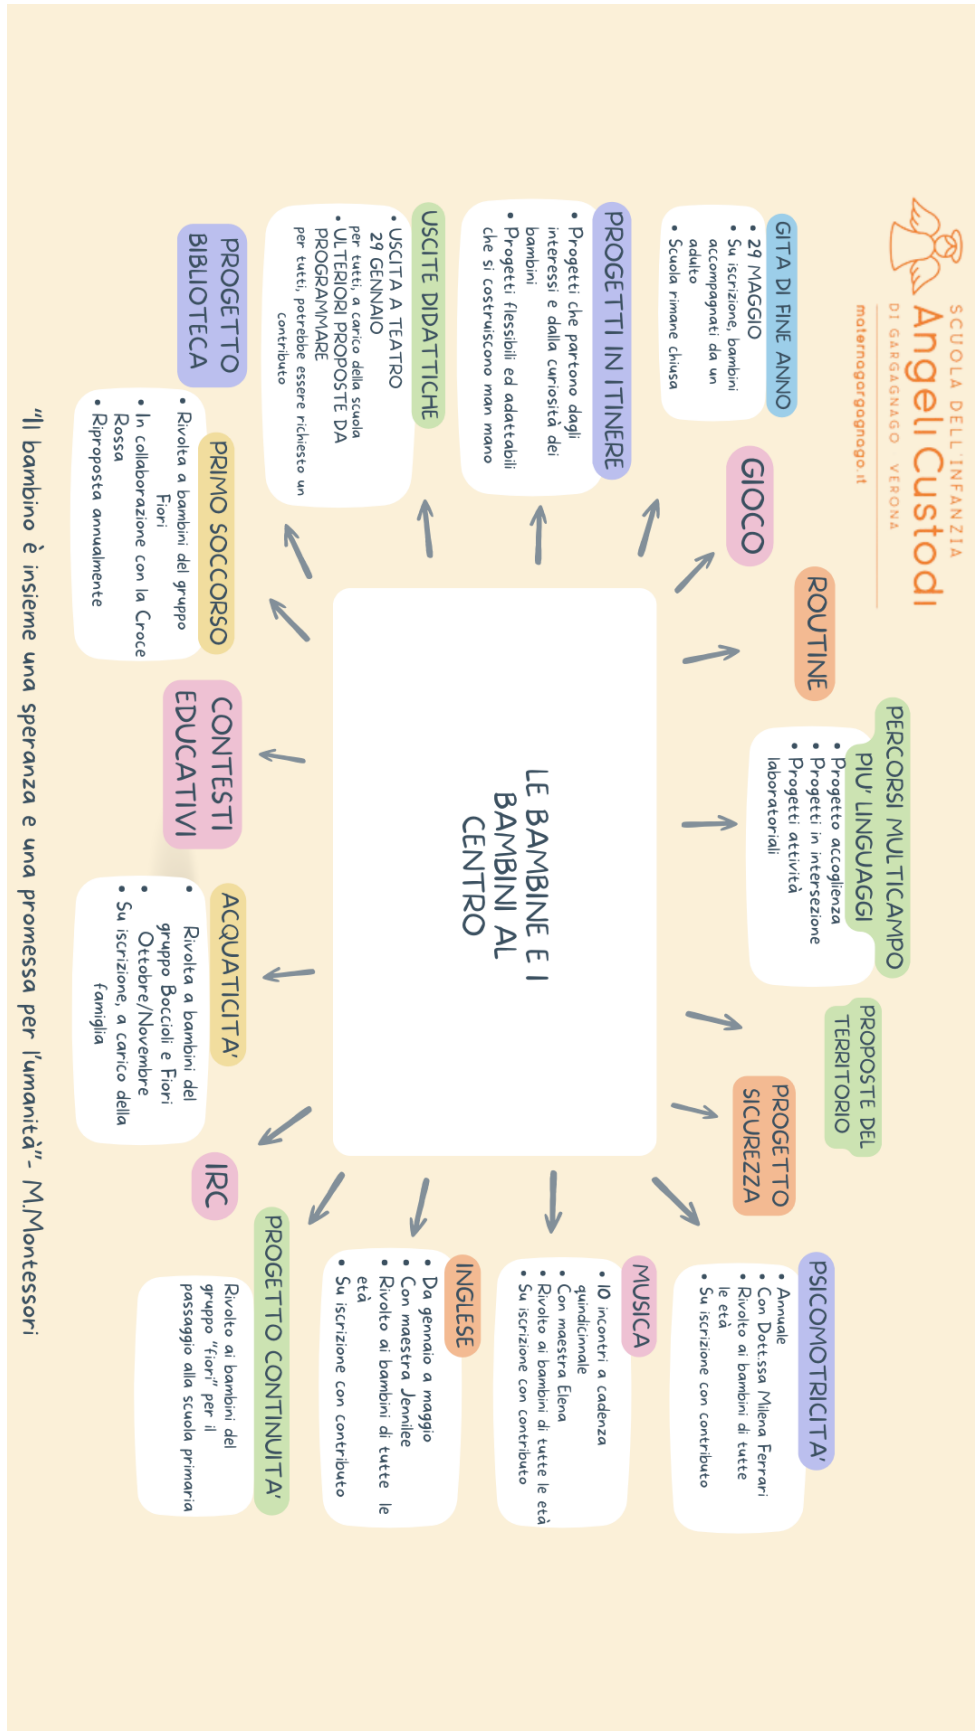 SCUOLA DELL'INFANZIA
Angeli Custodi
DI GARGAGNAGO VERONA
maternagargagnago.it
GITA DI FINE ANNO
• 29 MAGGIO
• Su iscrizione, bambini
accompagnati da un
adulto
• Scuola rimane chiusa
GIOCO
ROUTINE
PERCORSI MULTICAMPO
PIU' LINGUAGGI
• Progetto accoglienza
• Progetti in intersezione
• Progetti attività
laboratoriali
PROPOSTE DEL
TERRITORIO
PROGETTO
SICUREZZA
PSICOMOTRICITA'
• Annuale
• Con Dott.ssa Milena Ferrari
• Rivolto ai bambini di tutte
le età
• Su iscrizione con contributo
PROGETTI IN ITINERE
• Progetti che partono dagli
interessi e dalla curiosità dei
bambini
• Progetti flessibili ed adattabili
che si costruiscono man mano
LE BAMBINE E I
BAMBINI AL
CENTRO
MUSICA
• 10 incontri a cadenza
quindicinnale
• Con maestra Elena
• Rivolto ai bambini di tutte le età
• Su iscrizione con contributo
USCITE DIDATTICHE
• USCITA A TEATRO
29 GENNAIO
per tutti, a carico della scuola
• ULTERIORI PROPOSTE DA
PROGRAMMARE
per tutti, potrebbe essere richiesto un
contributo
INGLESE
• Da gennaio a maggio
• Con maestra Jennilee
• Rivolto ai bambini di tutte le
età
• Su iscrizione con contributo
PROGETTO
BIBLIOTECA
PRIMO SOCCORSO
• Rivolta a bambini del gruppo
Fiori
• In collaborazione con la Croce
Rossa
• Riproposta annualmente
CONTESTI
EDUCATIVI
ACQUATICITA'
• Rivolta a bambini del
gruppo Boccioli e Fiori
• Ottobre/Novembre
• Su iscrizione, a carico della
famiglia
IRC
PROGETTO CONTINUITA'
Rivolto ai bambini del
gruppo "fiori" per il
passaggio alla scuola primaria
"Il bambino è insieme una speranza e una promessa per l'umanità"- M.Montessori